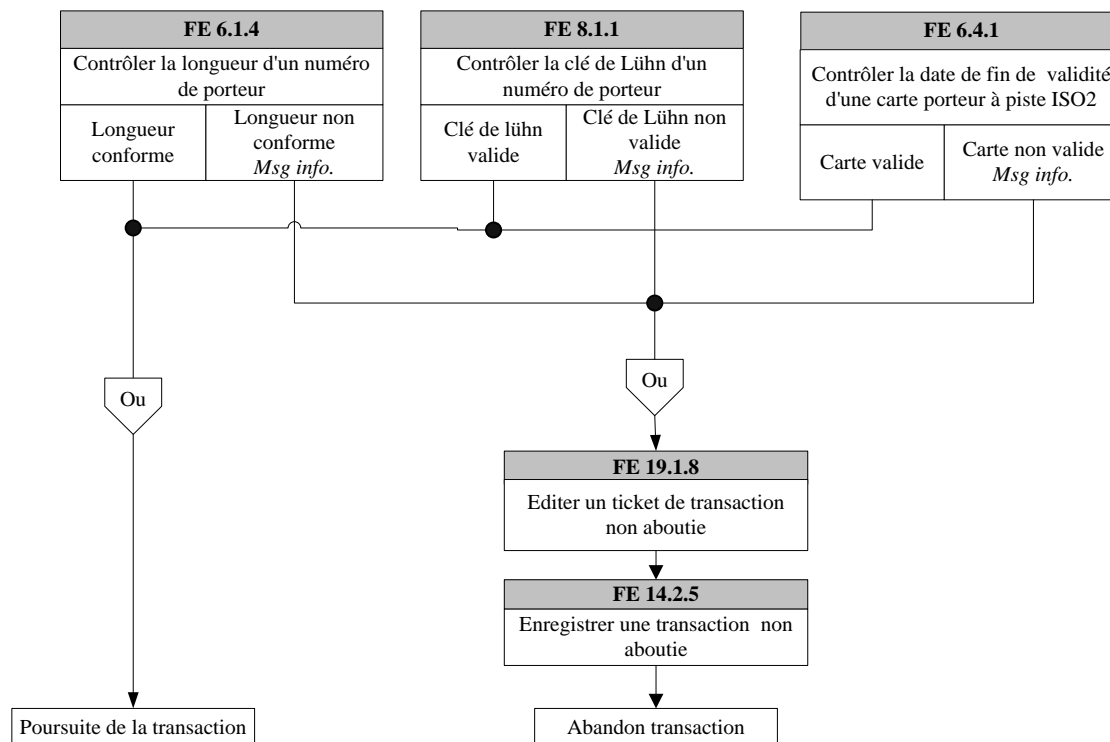 FE 6.1.4
Contrôler la longueur d'un numéro
de porteur
Longueur
conforme
Longueur non
conforme
Msg info.
FE 8.1.1
Contrôler la clé de Lühn d'un
numéro de porteur
Clé de lühn
valide
Clé de Lühn non
valide
Msg info.
FE 6.4.1
Contrôler la date de fin de validité
d'une carte porteur à piste ISO2
Carte valide
Carte non valide
Msg info.
Ou
Ou
FE 19.1.8
Editer un ticket de transaction
non aboutie
FE 14.2.5
Enregistrer une transaction non
aboutie
Poursuite de la transaction
Abandon transaction